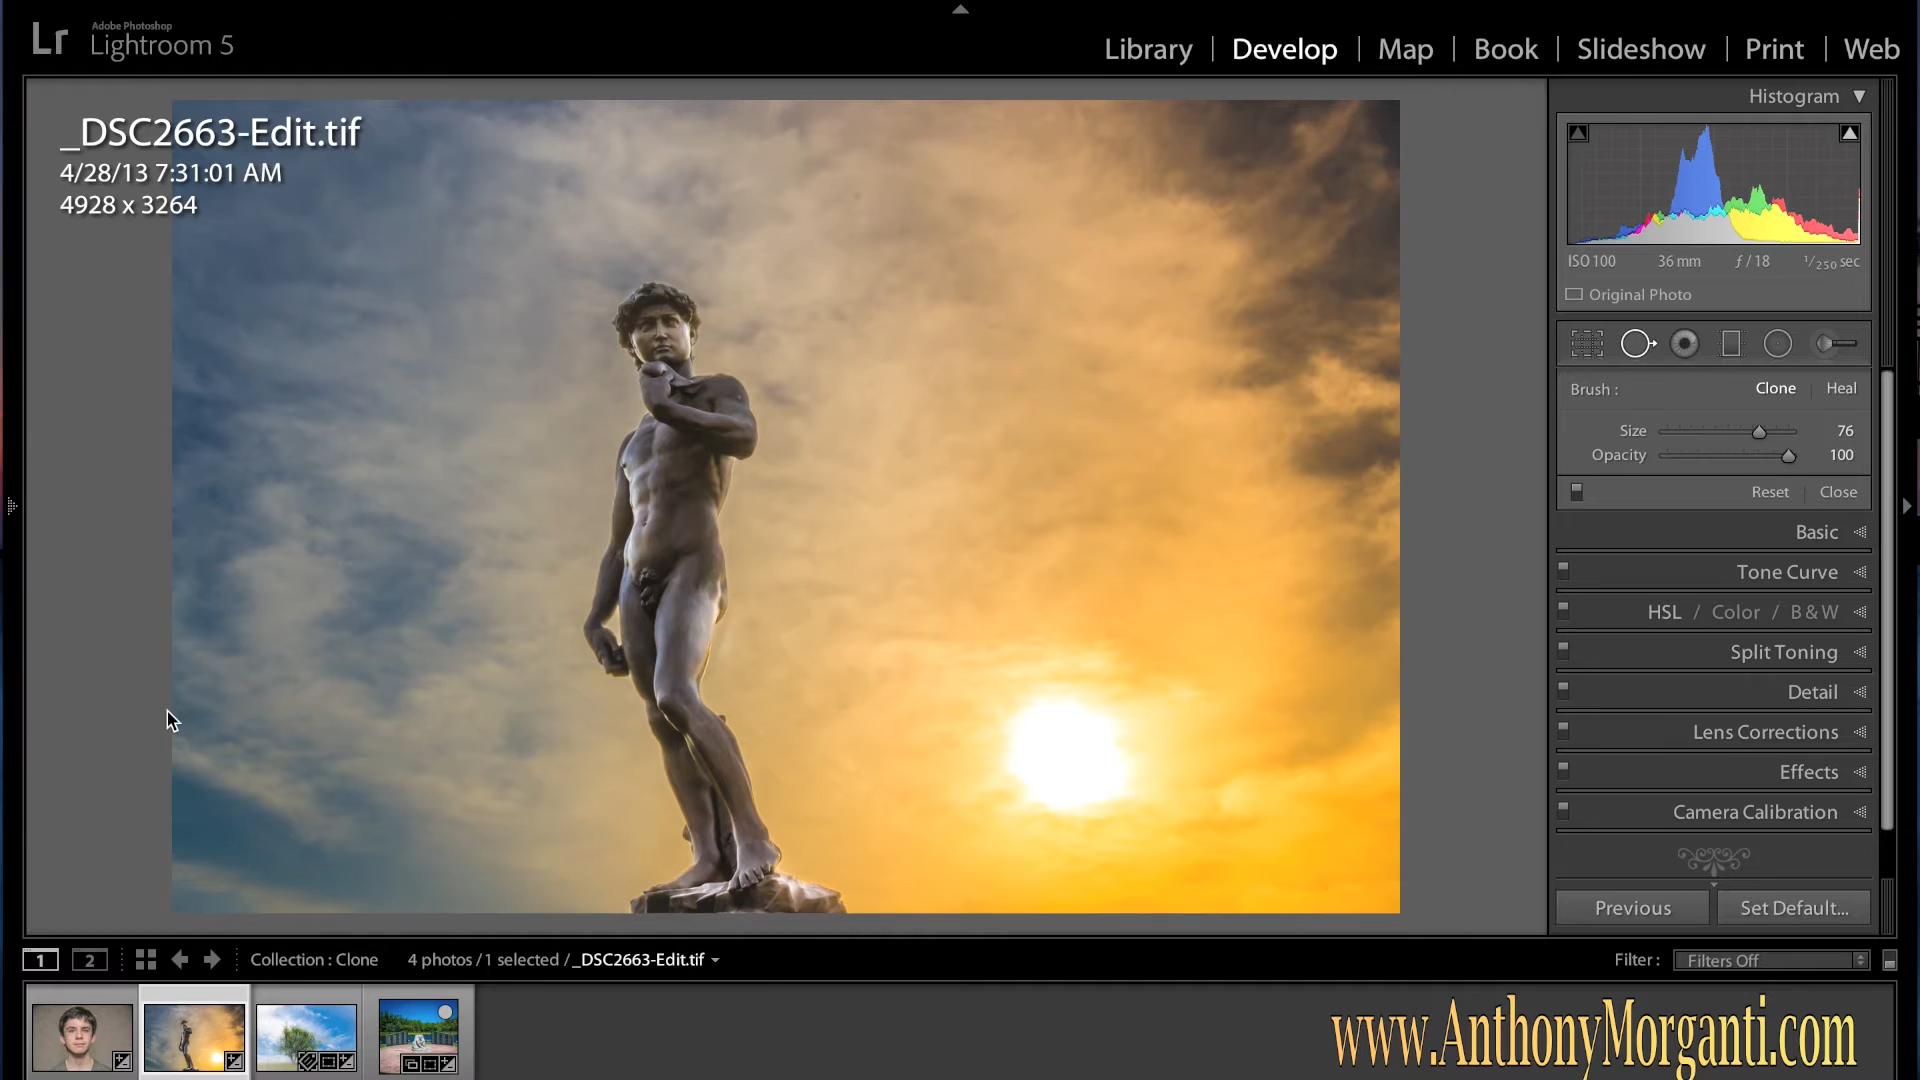 Lr Adobe Photoshop
Lightroom 5
Library | Develop | Map | Book | Slideshow | Print | Web
_DSC2663-Edit.tif
4/28/13 7:31:01 AM
4928 x 3264
Histogram
ISO 100 36 mm ƒ / 18 1/250 sec
Original Photo
Brush : Clone | Heal
Size 76
Opacity 100
Reset | Close
Basic
Tone Curve
HSL / Color / B & W
Split Toning
Detail
Lens Corrections
Effects
Camera Calibration
Previous Set Default...
1 2 Collection : Clone 4 photos / 1 selected / _DSC2663-Edit.tif Filter : Filters Off
www.AnthonyMorganti.com